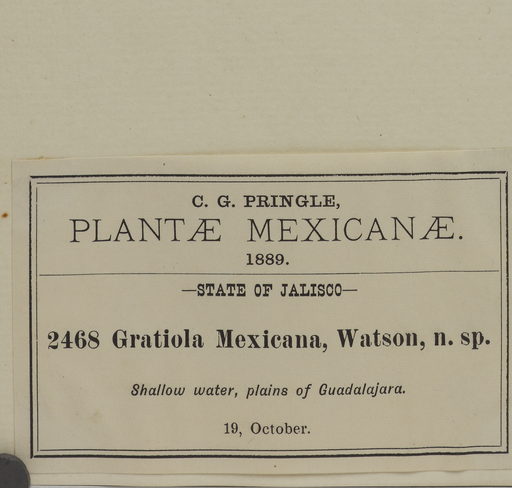 C. G. PRINGLE,
PLANTÆ MEXICANÆ.
1889.
—STATE OF JALISCO—
2468 Gratiola Mexicana, Watson, n. sp.
Shallow water, plains of Guadalajara.
19, October.